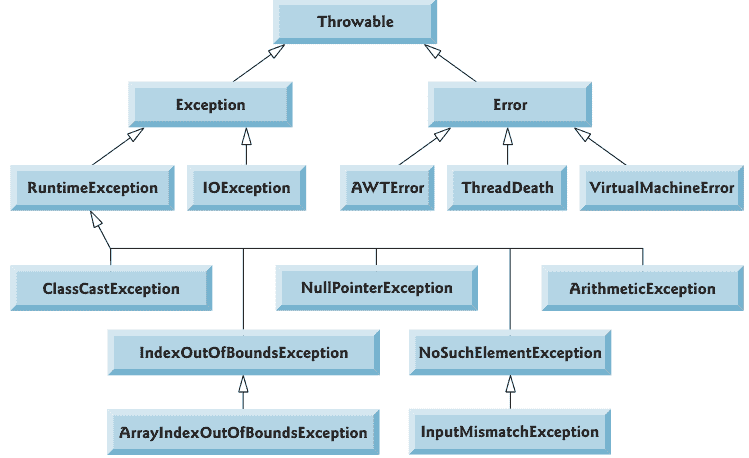 Throwable
Exception
Error
RuntimeException
IOException
AWTError
ThreadDeath
VirtualMachineError
ClassCastException
NullPointerException
ArithmeticException
IndexOutOfBoundsException
NoSuchElementException
ArrayIndexOutOfBoundsException
InputMismatchException